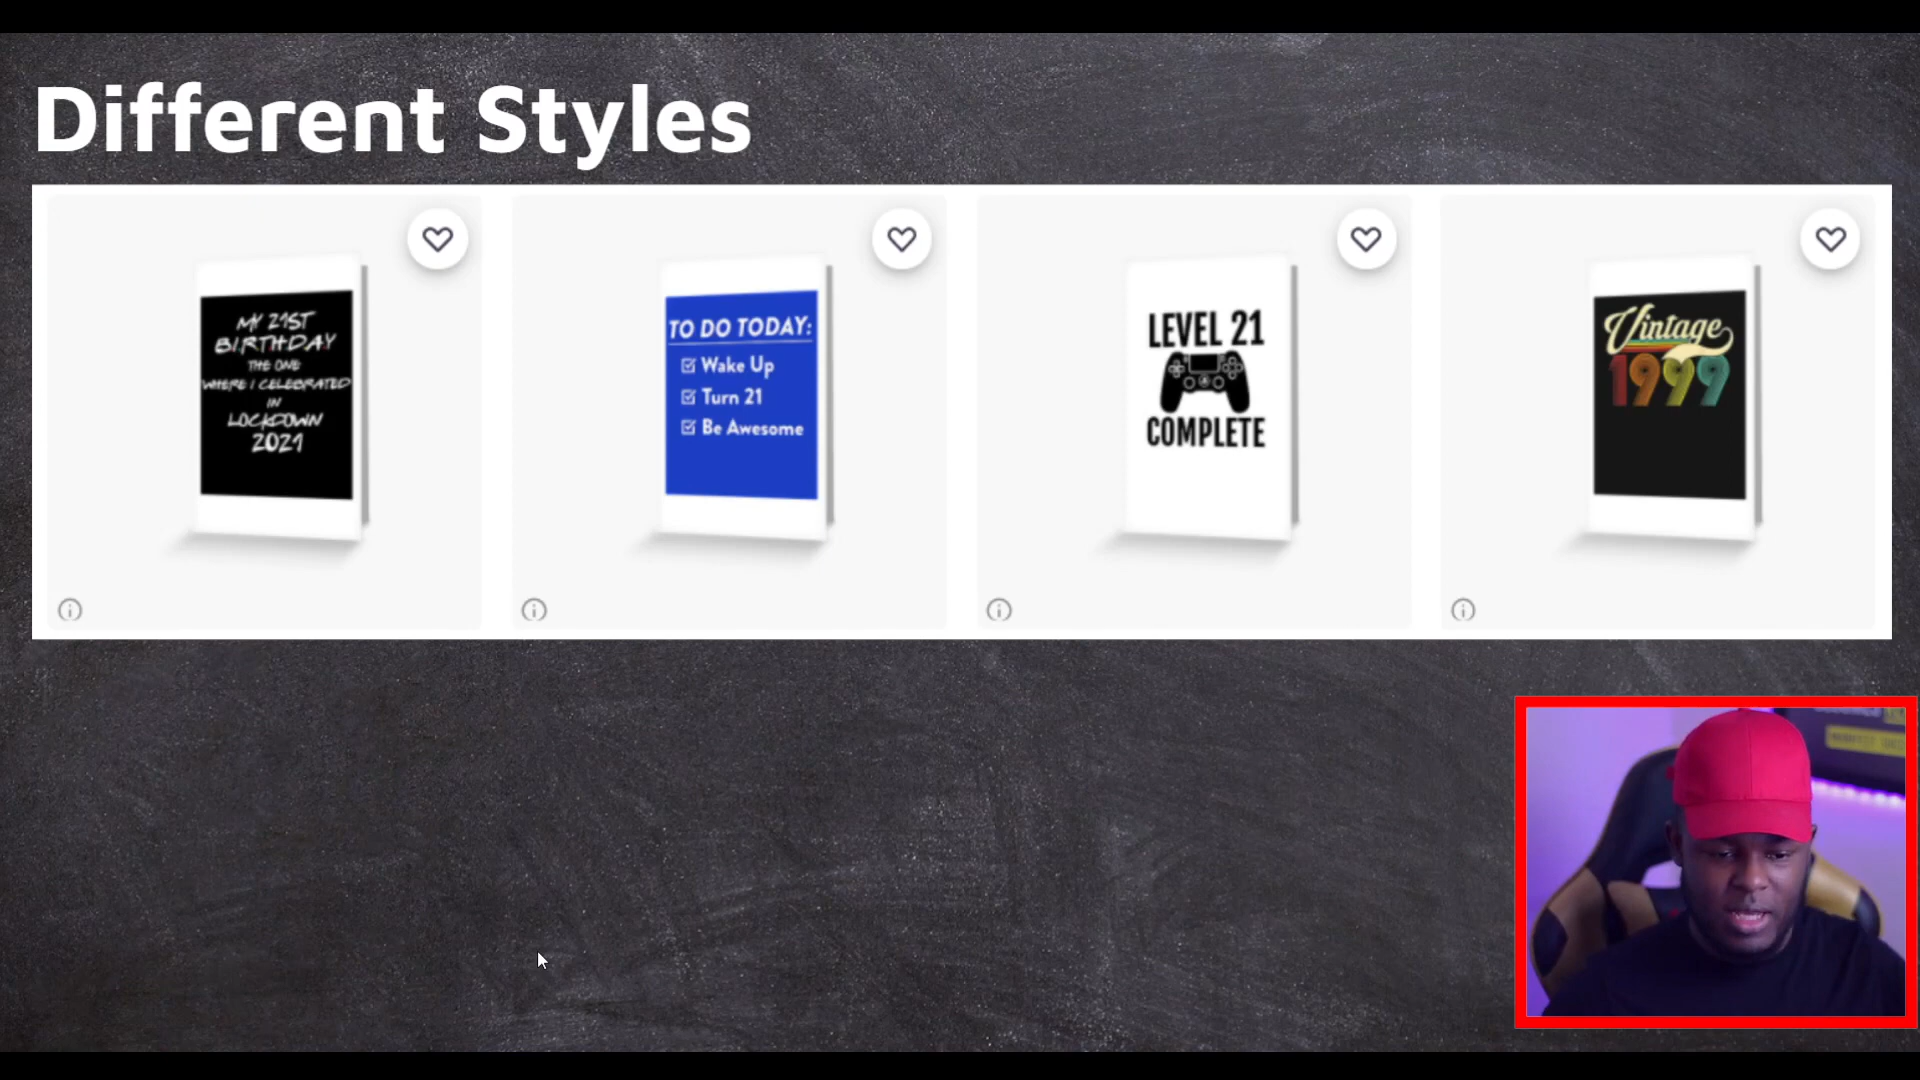 Different Styles
MY 21ST
BIRTHDAY
THE ONE
WHERE I CELEBRATED
IN
LOCKDOWN
2021
TO DO TODAY:
Wake Up
Turn 21
Be Awesome
LEVEL 21
COMPLETE
Vintage
1999